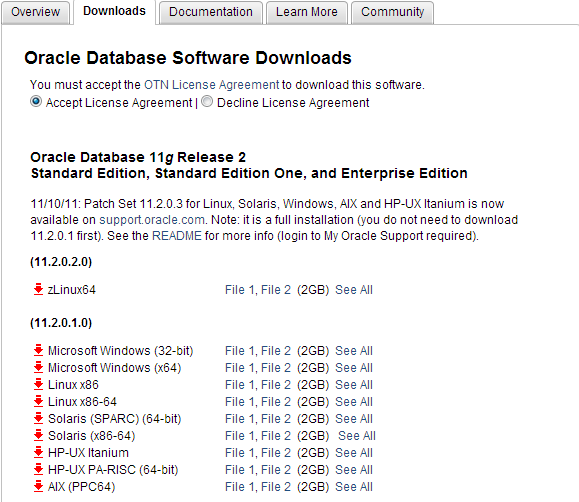 Overview Downloads Documentation Learn More Community
Oracle Database Software Downloads
You must accept the OTN License Agreement to download this software.
Accept License Agreement | Decline License Agreement
Oracle Database 11g Release 2
Standard Edition, Standard Edition One, and Enterprise Edition
11/10/11: Patch Set 11.2.0.3 for Linux, Solaris, Windows, AIX and HP-UX Itanium is now
available on support.oracle.com. Note: it is a full installation (you do not need to download
11.2.0.1 first). See the README for more info (login to My Oracle Support required).
(11.2.0.2.0)
zLinux64 File 1, File 2 (2GB) See All
(11.2.0.1.0)
Microsoft Windows (32-bit) File 1, File 2 (2GB) See All
Microsoft Windows (x64) File 1, File 2 (2GB) See All
Linux x86 File 1, File 2 (2GB) See All
Linux x86-64 File 1, File 2 (2GB) See All
Solaris (SPARC) (64-bit) File 1, File 2 (2GB) See All
Solaris (x86-64) File 1, File 2 (2GB) See All
HP-UX Itanium File 1, File 2 (2GB) See All
HP-UX PA-RISC (64-bit) File 1, File 2 (2GB) See All
AIX (PPC64) File 1, File 2 (2GB) See All